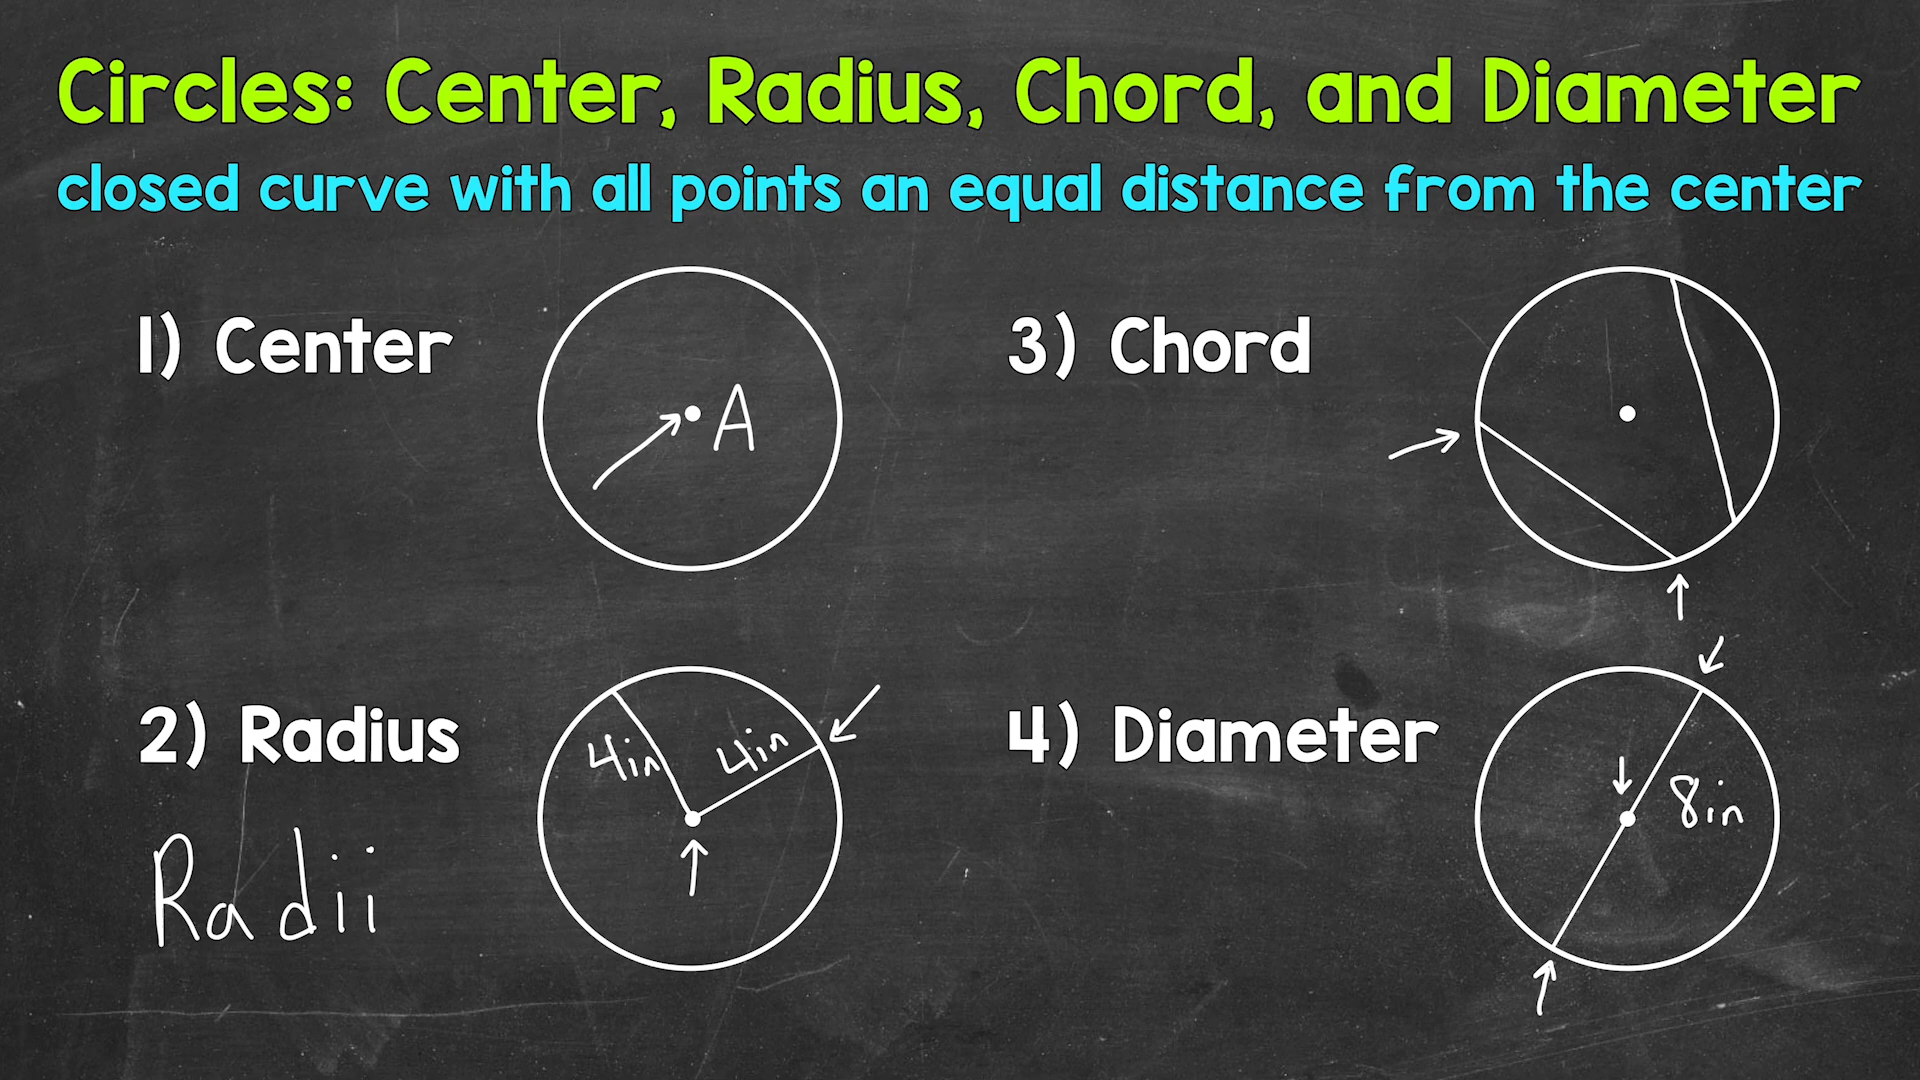 Circles: Center, Radius, Chord, and Diameter
closed curve with all points an equal distance from the center
1) Center
A
2) Radius
4in
4in
Radii
3) Chord
4) Diameter
8in